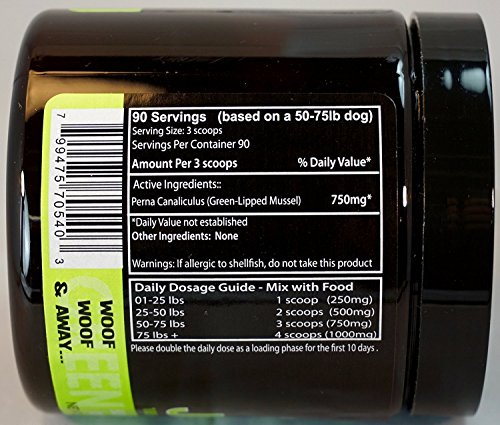 90 Servings (based on a 50-75lb dog)
Serving Size: 3 scoops
Servings Per Container 90
Amount Per 3 scoops % Daily Value*
Active Ingredients::
Perna Canaliculus (Green-Lipped Mussel) 750mg*
*Daily Value not established
Other Ingredients: None
Warnings: If allergic to shellfish, do not take this product
Daily Dosage Guide - Mix with Food
01-25 lbs 1 scoop (250mg)
25-50 lbs 2 scoops (500mg)
50-75 lbs 3 scoops (750mg)
75 lbs + 4 scoops (1000mg)
Please double the daily dose as a loading phase for the first 10 days .
7 99475 70540 3
WOOF
WOOF
& AWAY...